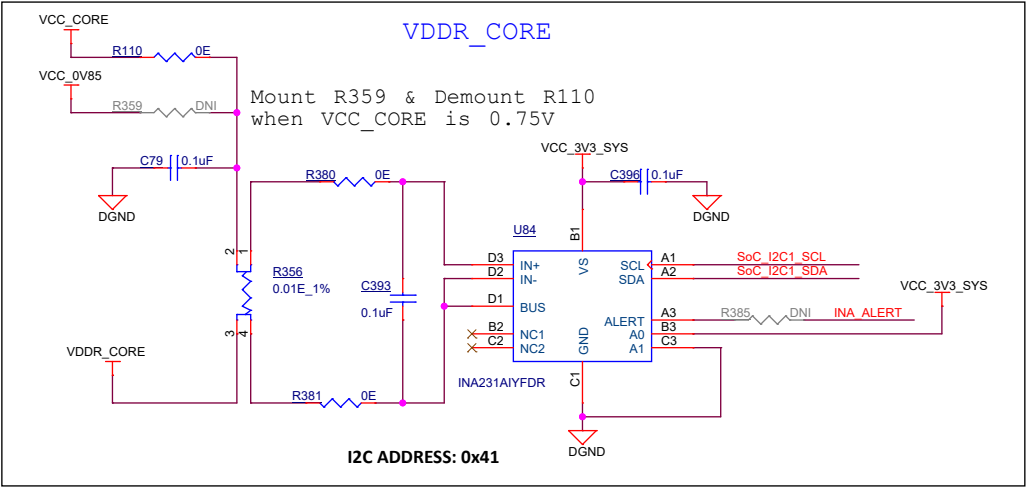 VCC_CORE
VDDR_CORE
R110 0E
VCC_0V85
R359 DNI
Mount R359 & Demount R110
when VCC_CORE is 0.75V
VCC_3V3_SYS
C79 0.1uF
R380 0E
C396 0.1uF
DGND
DGND
U84
B1
2 1
R356
0.01E_1%
C393
0.1uF
D3 IN+
D2 IN-
D1 BUS
B2 NC1
C2 NC2
VS
GND
SCL A1 SoC_I2C1_SCL
SDA A2 SoC_I2C1_SDA
VCC_3V3_SYS
ALERT A3 R385 DNI INA_ALERT
A0 B3
A1 C3
3 4
VDDR_CORE
R381 0E
INA231AIYFDR
C1
DGND
I2C ADDRESS: 0x41